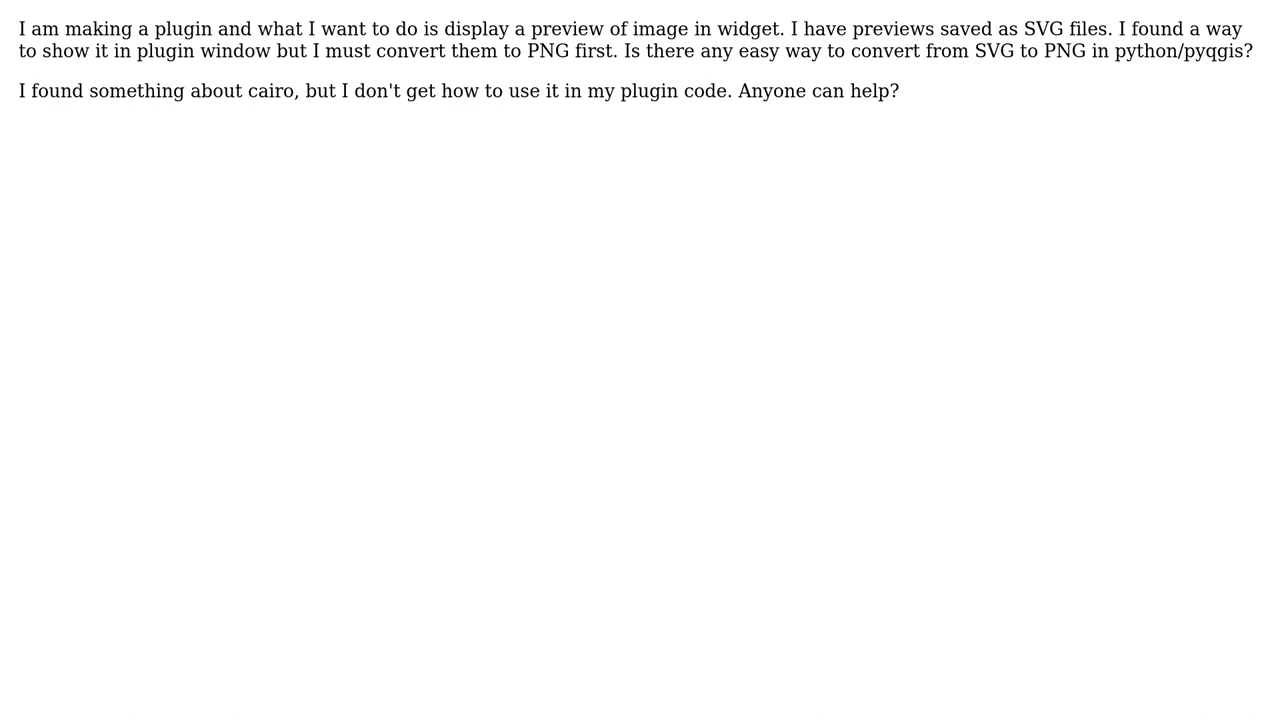 I am making a plugin and what I want to do is display a preview of image in widget. I have previews saved as SVG files. I found a way
to show it in plugin window but I must convert them to PNG first. Is there any easy way to convert from SVG to PNG in python/pyqgis?
I found something about cairo, but I don't get how to use it in my plugin code. Anyone can help?